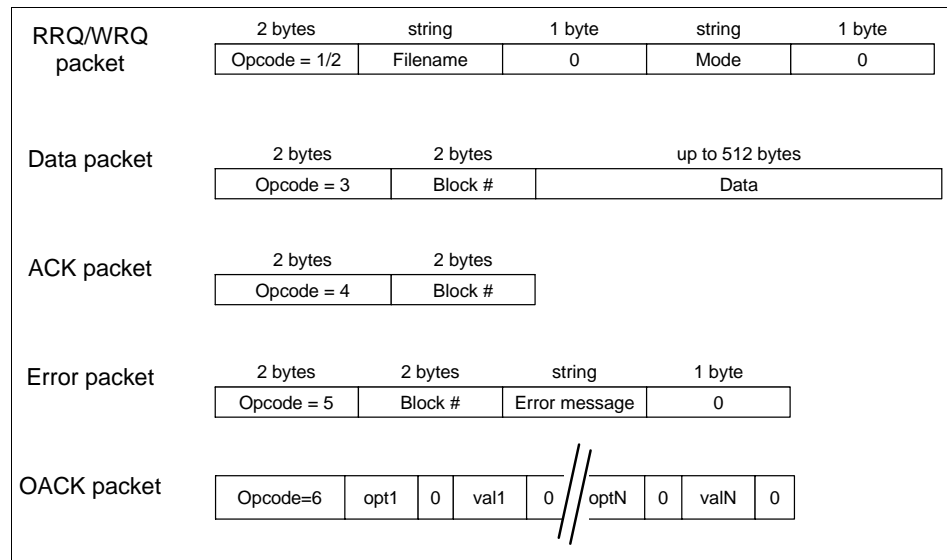 RRQ/WRQ packet
2 bytes string 1 byte string 1 byte
Opcode = 1/2 Filename 0 Mode 0
Data packet
2 bytes 2 bytes up to 512 bytes
Opcode = 3 Block # Data
ACK packet
2 bytes 2 bytes
Opcode = 4 Block #
Error packet
2 bytes 2 bytes string 1 byte
Opcode = 5 Block # Error message 0
OACK packet
Opcode=6 opt1 0 val1 0 optN 0 valN 0